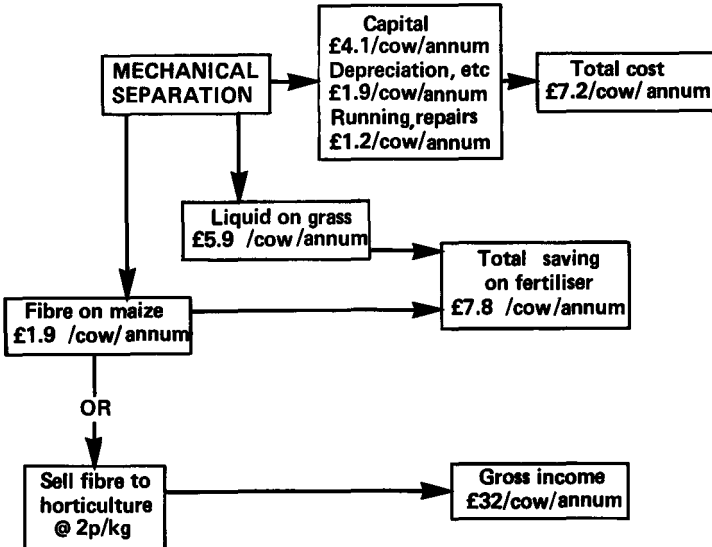 MECHANICAL
SEPARATION
Capital
£4.1/cow/annum
Depreciation, etc
£1.9/cow/annum
Running,repairs
£1.2/cow/annum
Total cost
£7.2/cow/annum
Liquid on grass
£5.9 /cow/annum
Total saving
on fertiliser
£7.8 /cow/annum
Fibre on maize
£1.9 /cow/annum
OR
Sell fibre to
horticulture
@ 2p/kg
Gross income
£32/cow/annum